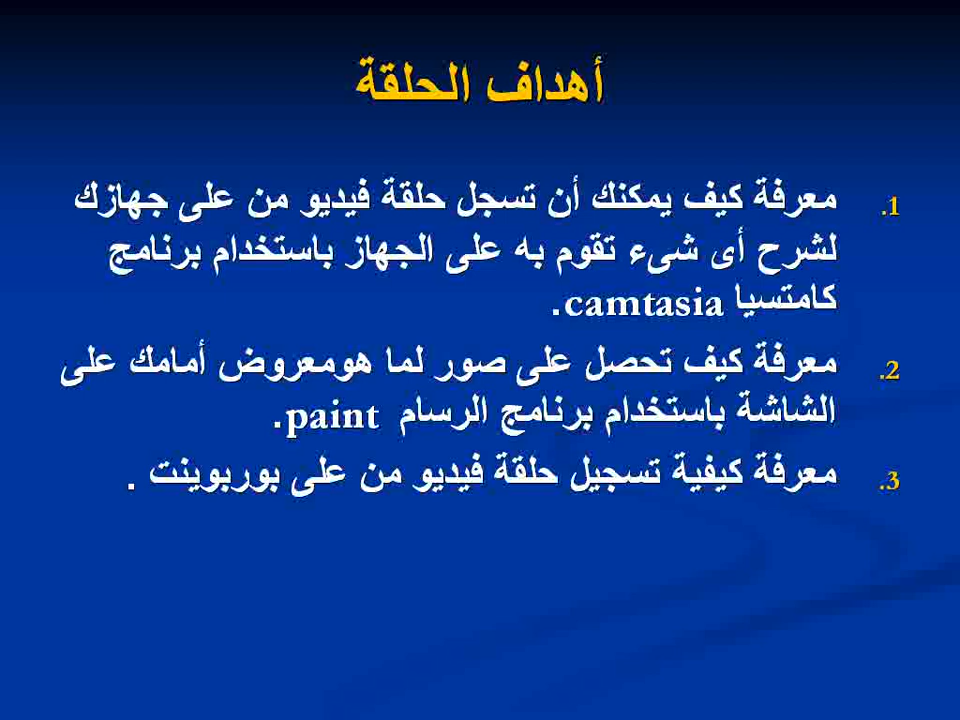 أهداف الحلقة
1. معرفة كيف يمكنك أن تسجل حلقة فيديو من على جهازك
لشرح أى شىء تقوم به على الجهاز باستخدام برنامج
كامتسيا camtasia.
2. معرفة كيف تحصل على صور لما هومعروض أمامك على
الشاشة باستخدام برنامج الرسام paint.
3. معرفة كيفية تسجيل حلقة فيديو من على بوربوينت .